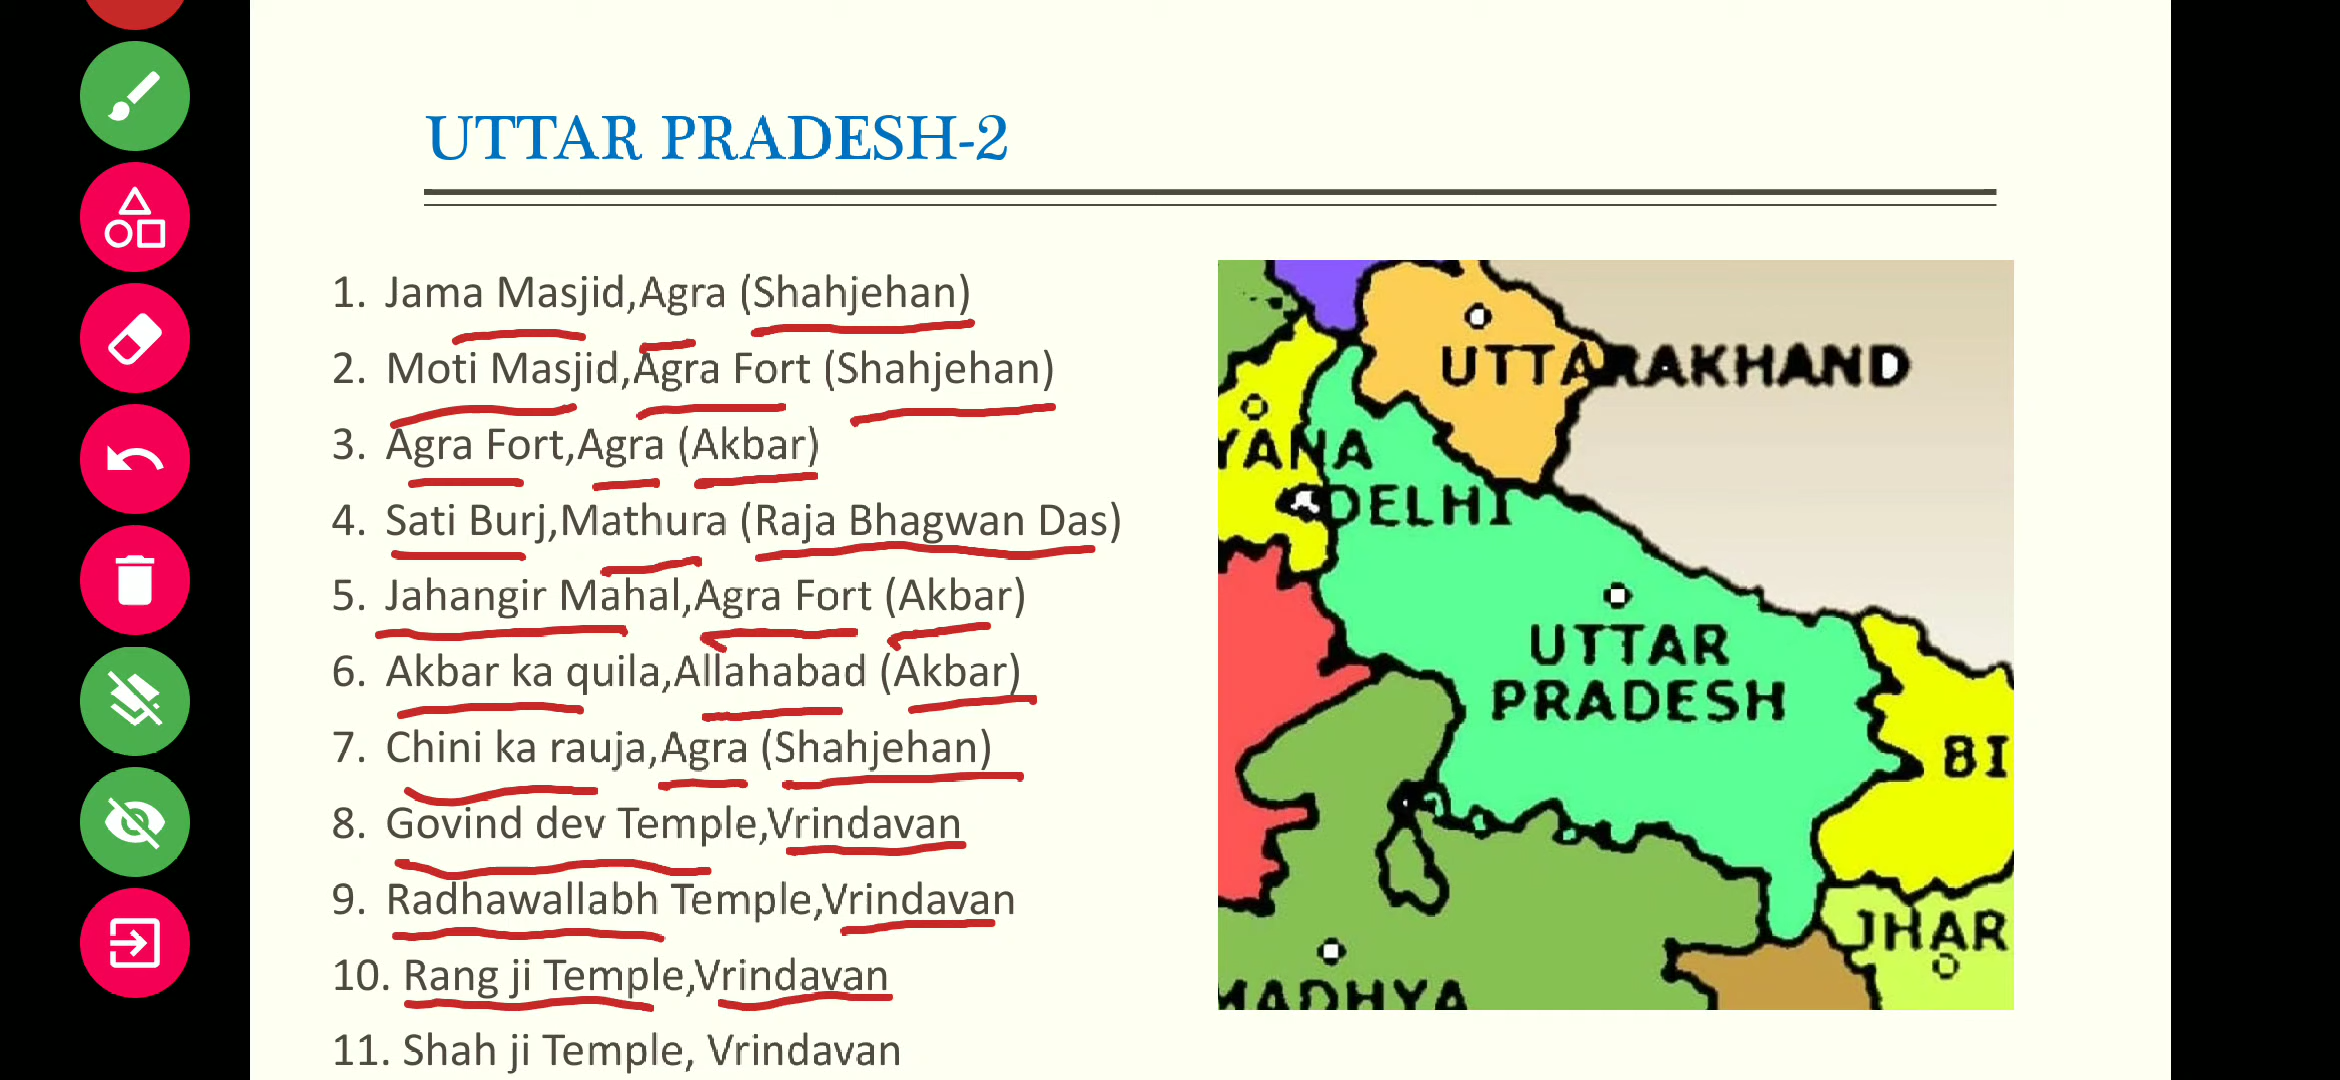 UTTAR PRADESH-2
1. Jama Masjid,Agra (Shahjehan)
2. Moti Masjid,Agra Fort (Shahjehan)
3. Agra Fort,Agra (Akbar)
4. Sati Burj,Mathura (Raja Bhagwan Das)
5. Jahangir Mahal,Agra Fort (Akbar)
6. Akbar ka quila,Allahabad (Akbar)
7. Chini ka rauja,Agra (Shahjehan)
8. Govind dev Temple,Vrindavan
9. Radhawallabh Temple,Vrindavan
10. Rang ji Temple,Vrindavan
11. Shah ji Temple, Vrindavan
UTTARAKHAND
YANA
DELHI
UTTAR
PRADESH
BI
JHAR
MADHYA